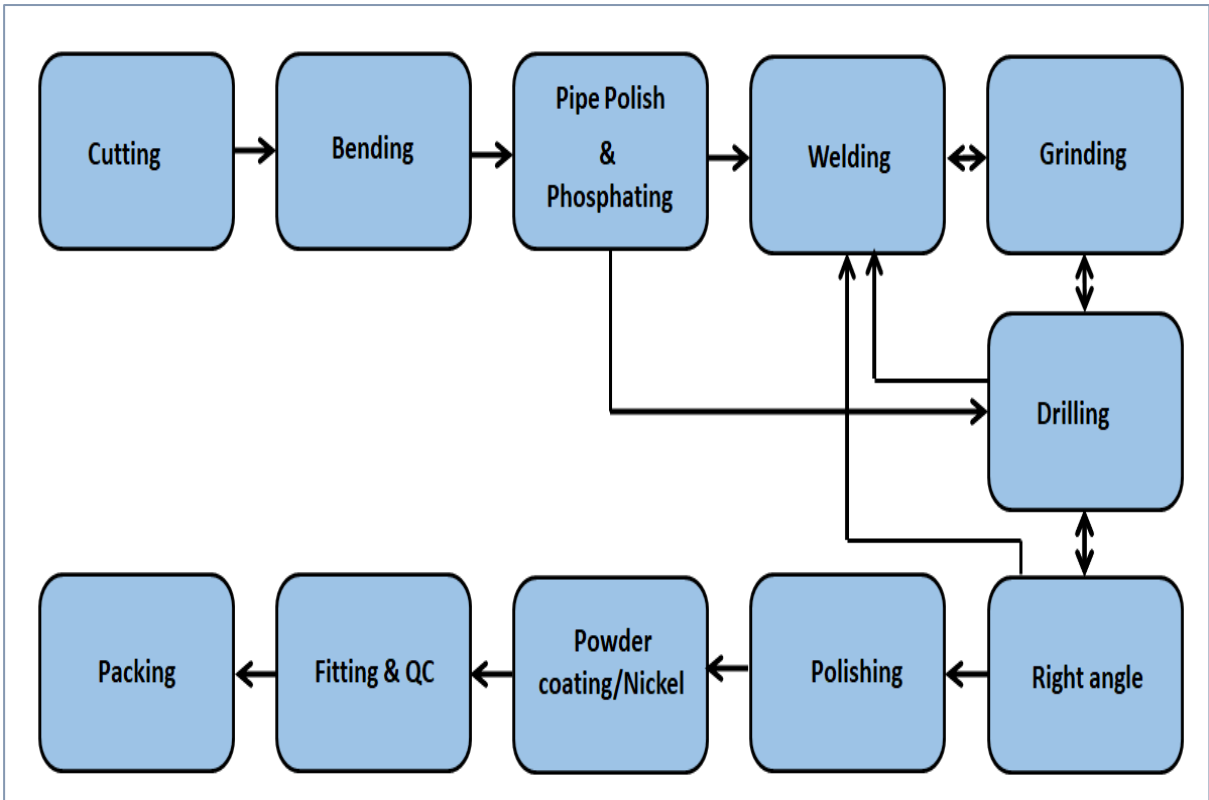 Cutting
Bending
Pipe Polish
&
Phosphating
Welding
Grinding
Drilling
Packing
Fitting & QC
Powder
coating/Nickel
Polishing
Right angle